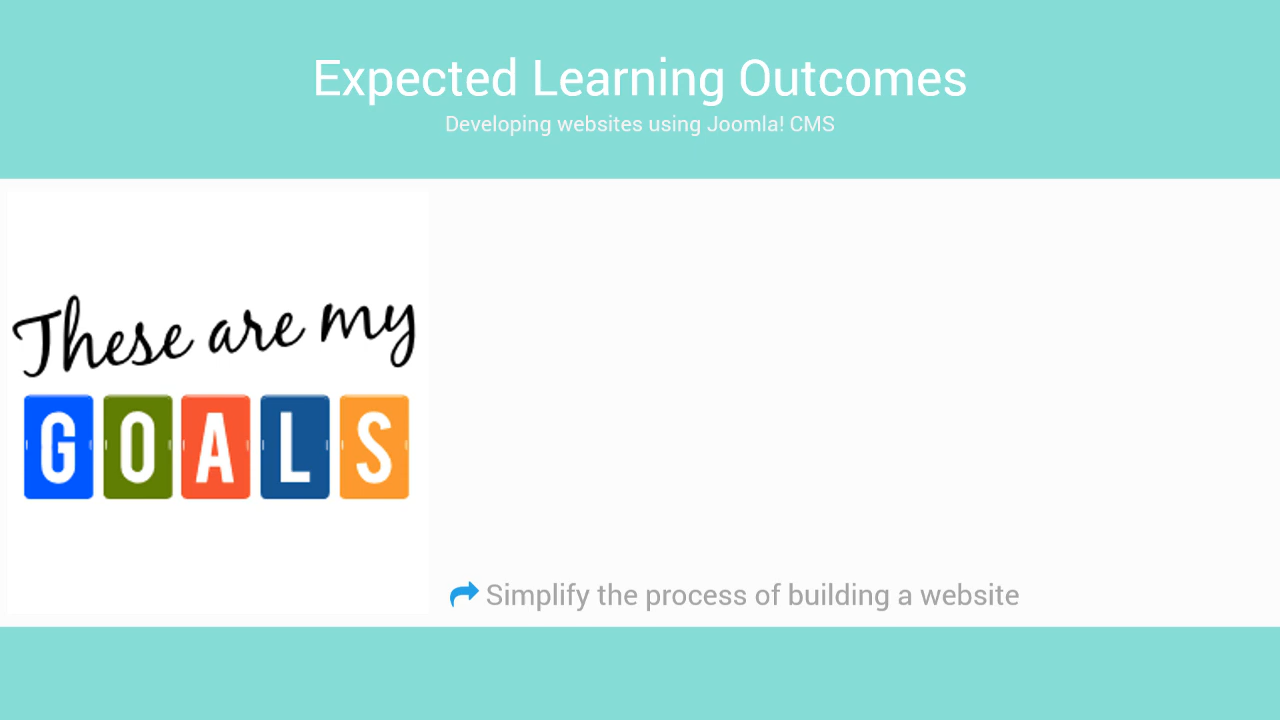 Expected Learning Outcomes
Developing websites using Joomla! CMS
These are my
GOALS
Simplify the process of building a website